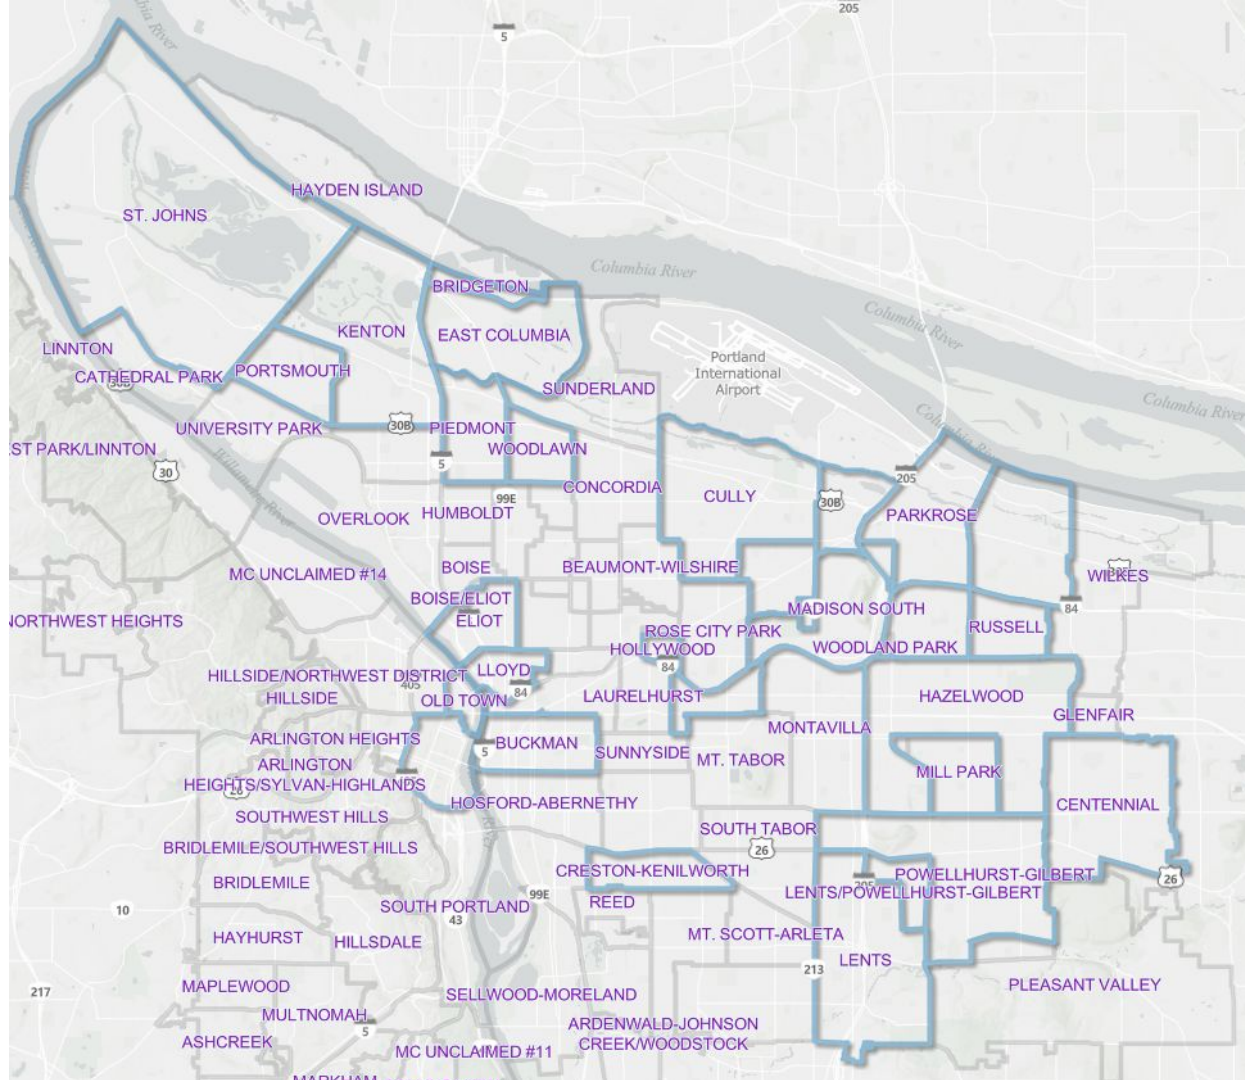 River
205
5
HAYDEN ISLAND
ST. JOHNS
Columbia River
BRIDGETON
KENTON
EAST COLUMBIA
Columbia River
LINNTON
Portland
International
Airport
CATHEDRAL PARK
PORTSMOUTH
SUNDERLAND
Columbia River
UNIVERSITY PARK
30B
PIEDMONT
WOODLAWN
ST PARK/LINNTON
30
5
205
CONCORDIA
CULLY
30B
99E
OVERLOOK
HUMBOLDT
PARKROSE
Willamette River
MC UNCLAIMED #14
BOISE
BEAUMONT-WILSHIRE
WILKES
BOISE/ELIOT
MADISON SOUTH
84
NORTHWEST HEIGHTS
ELIOT
ROSE CITY PARK
RUSSELL
HOLLYWOOD
WOODLAND PARK
84
HILLSIDE/NORTHWEST DISTRICT
LLOYD
405
84
HILLSIDE
OLD TOWN
LAURELHURST
HAZELWOOD
GLENFAIR
MONTAVILLA
ARLINGTON HEIGHTS
5
BUCKMAN
SUNNYSIDE
MT. TABOR
ARLINGTON
HEIGHTS/SYLVAN-HIGHLANDS
MILL PARK
26
HOSFORD-ABERNETHY
CENTENNIAL
SOUTHWEST HILLS
SOUTH TABOR
BRIDLEMILE/SOUTHWEST HILLS
26
CRESTON-KENILWORTH
POWELLHURST-GILBERT
26
BRIDLEMILE
205
LENTS/POWELLHURST-GILBERT
99E
REED
10
SOUTH PORTLAND
43
HAYHURST
HILLSDALE
MT. SCOTT-ARLETA
LENTS
213
MAPLEWOOD
217
SELLWOOD-MORELAND
PLEASANT VALLEY
MULTNOMAH
5
ARDENWALD-JOHNSON
CREEK/WOODSTOCK
ASHCREEK
MC UNCLAIMED #11
MARKHAM